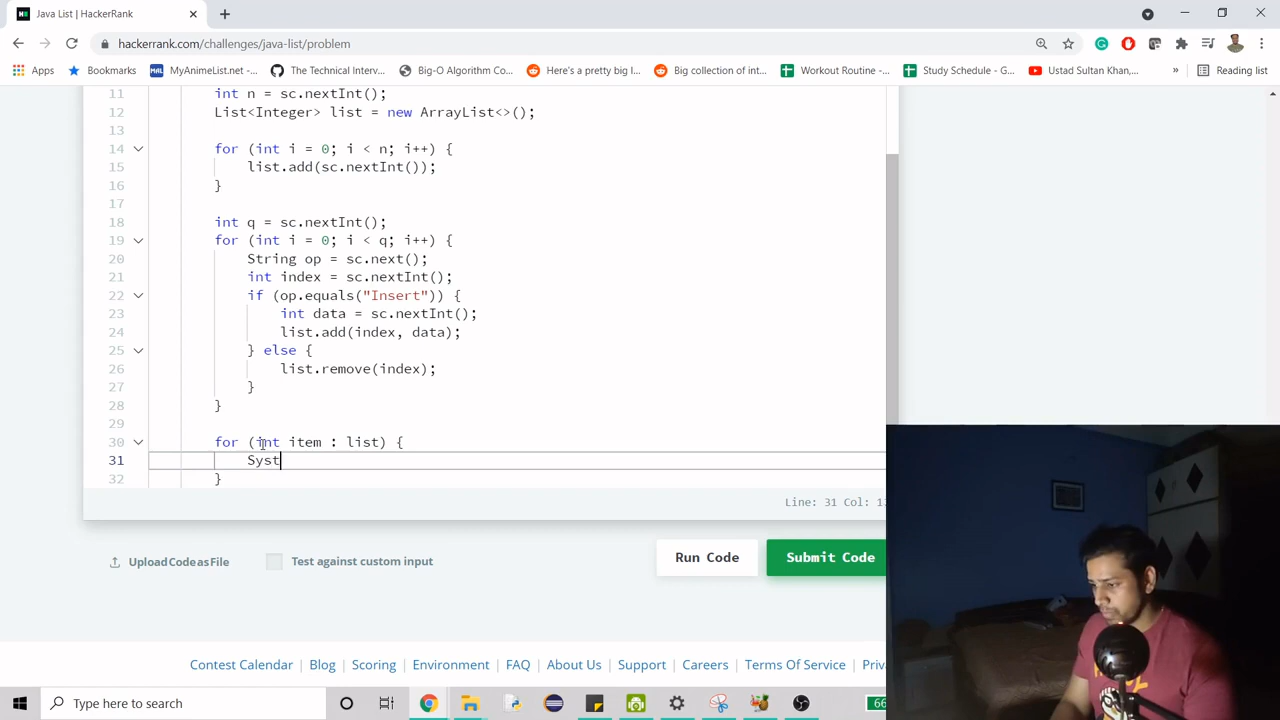 Java List | HackerRank
hackerrank.com/challenges/java-list/problem
Apps Bookmarks MyAnimeList.net -... The Technical Interv... Big-O Algorithm Co... Here's a pretty big l... Big collection of int... Workout Routine -... Study Schedule - G... Ustad Sultan Khan,... » Reading list
11 int n = sc.nextInt();
12 List<Integer> list = new ArrayList<>();
13
14 for (int i = 0; i < n; i++) {
15 list.add(sc.nextInt());
16 }
17
18 int q = sc.nextInt();
19 for (int i = 0; i < q; i++) {
20 String op = sc.next();
21 int index = sc.nextInt();
22 if (op.equals("Insert")) {
23 int data = sc.nextInt();
24 list.add(index, data);
25 } else {
26 list.remove(index);
27 }
28 }
29
30 for (int item : list) {
31 Syst
32 }
Line: 31 Col: 1
Upload Code as File Test against custom input Run Code Submit Code
Contest Calendar | Blog | Scoring | Environment | FAQ | About Us | Support | Careers | Terms Of Service | Priva
Type here to search 66